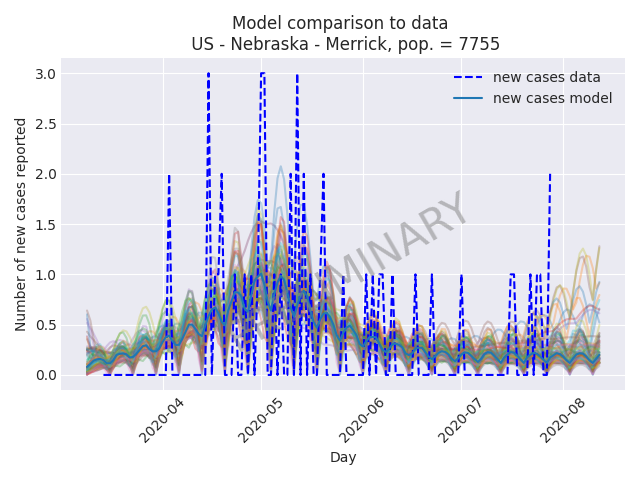 Model comparison to data
US - Nebraska - Merrick, pop. = 7755
new cases data
new cases model
Number of new cases reported
3.0
2.5
2.0
1.5
1.0
0.5
0.0
MINARY
2020-04
2020-05
2020-06
2020-07
2020-08
Day